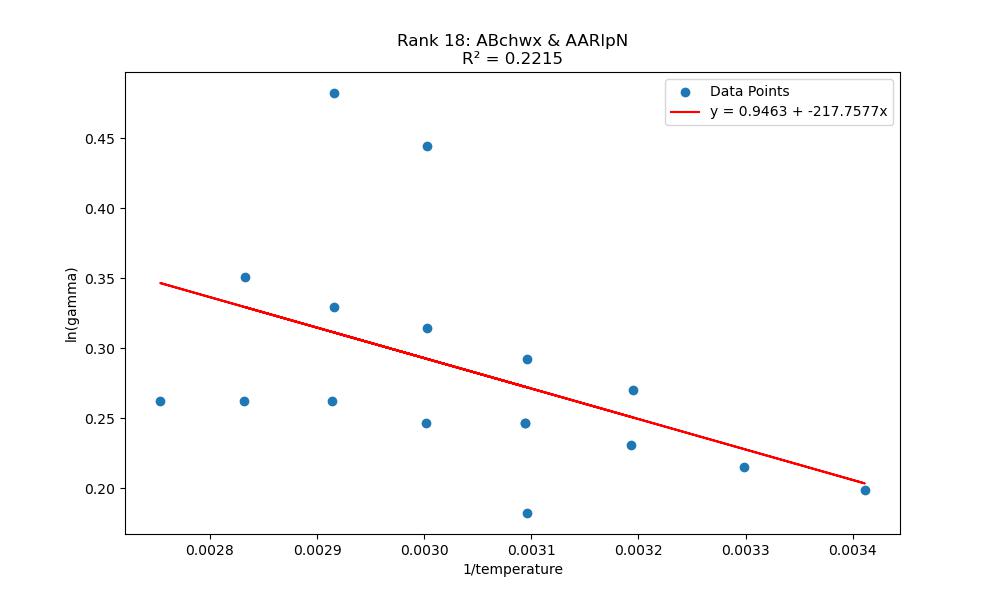 Rank 18: ABchwx & AARlpN
R² = 0.2215
Data Points
y = 0.9463 + -217.7577x
ln(gamma)
0.45
0.40
0.35
0.30
0.25
0.20
0.0028 0.0029 0.0030 0.0031 0.0032 0.0033 0.0034
1/temperature